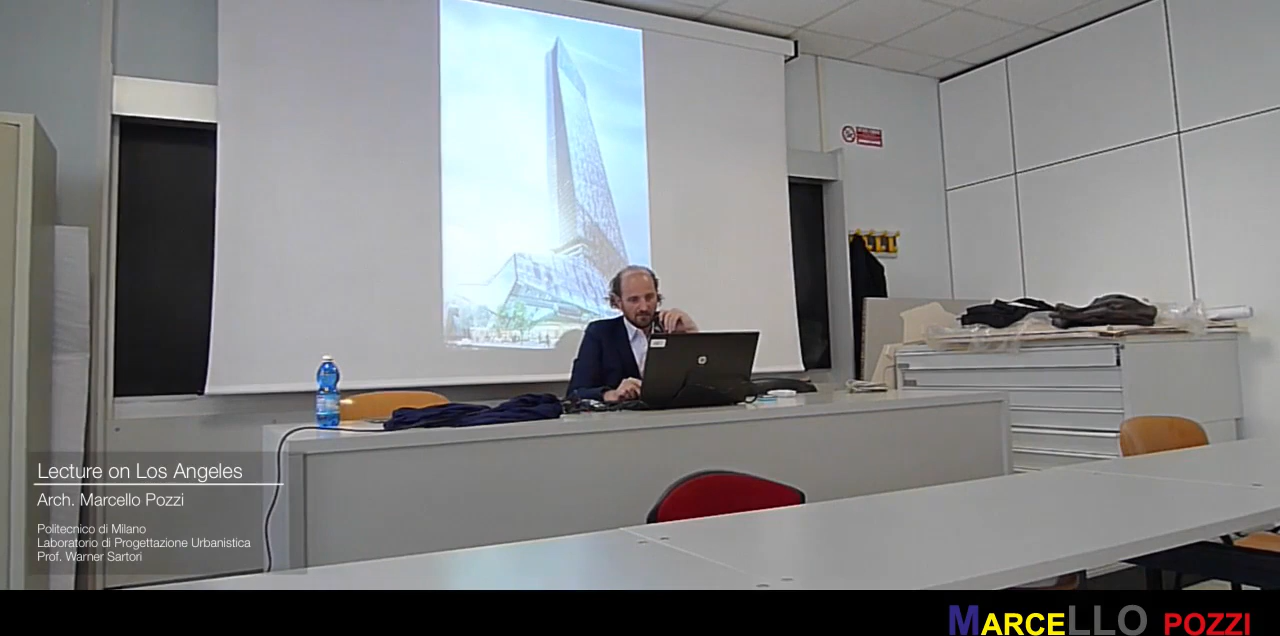 Lecture on Los Angeles
Arch. Marcello Pozzi
Politecnico di Milano
Laboratorio di Progettazione Urbanistica
Prof. Warner Sartori
MARCELLO POZZI